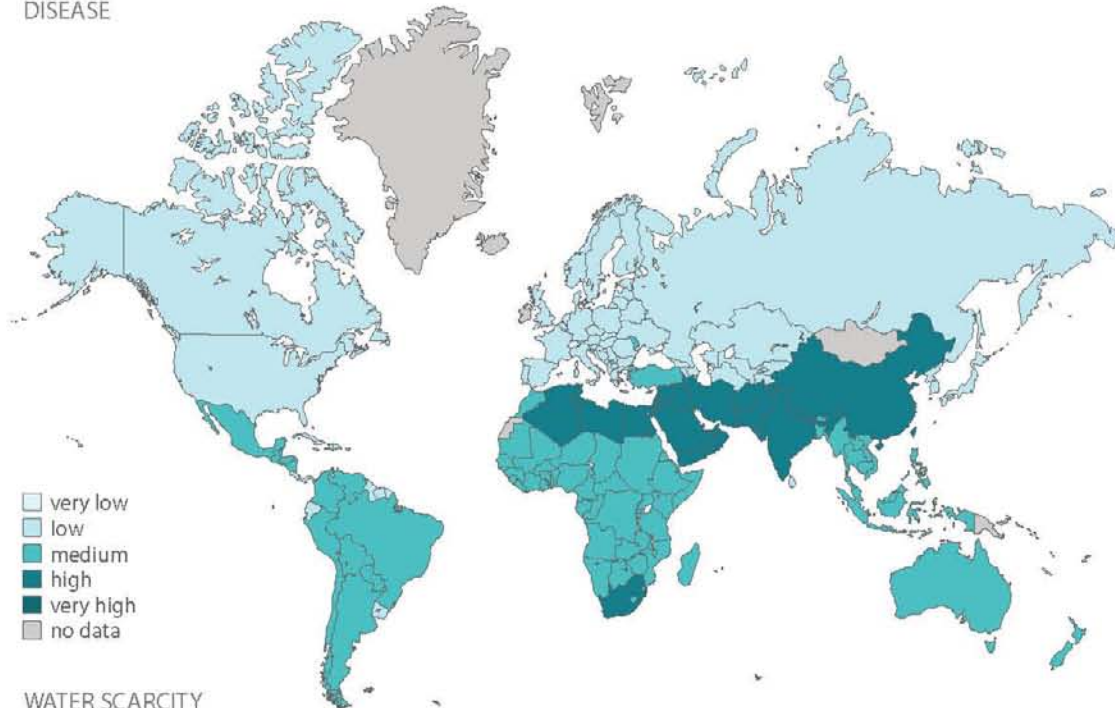 DISEASE
very low
low
medium
high
very high
no data
WATER SCARCITY